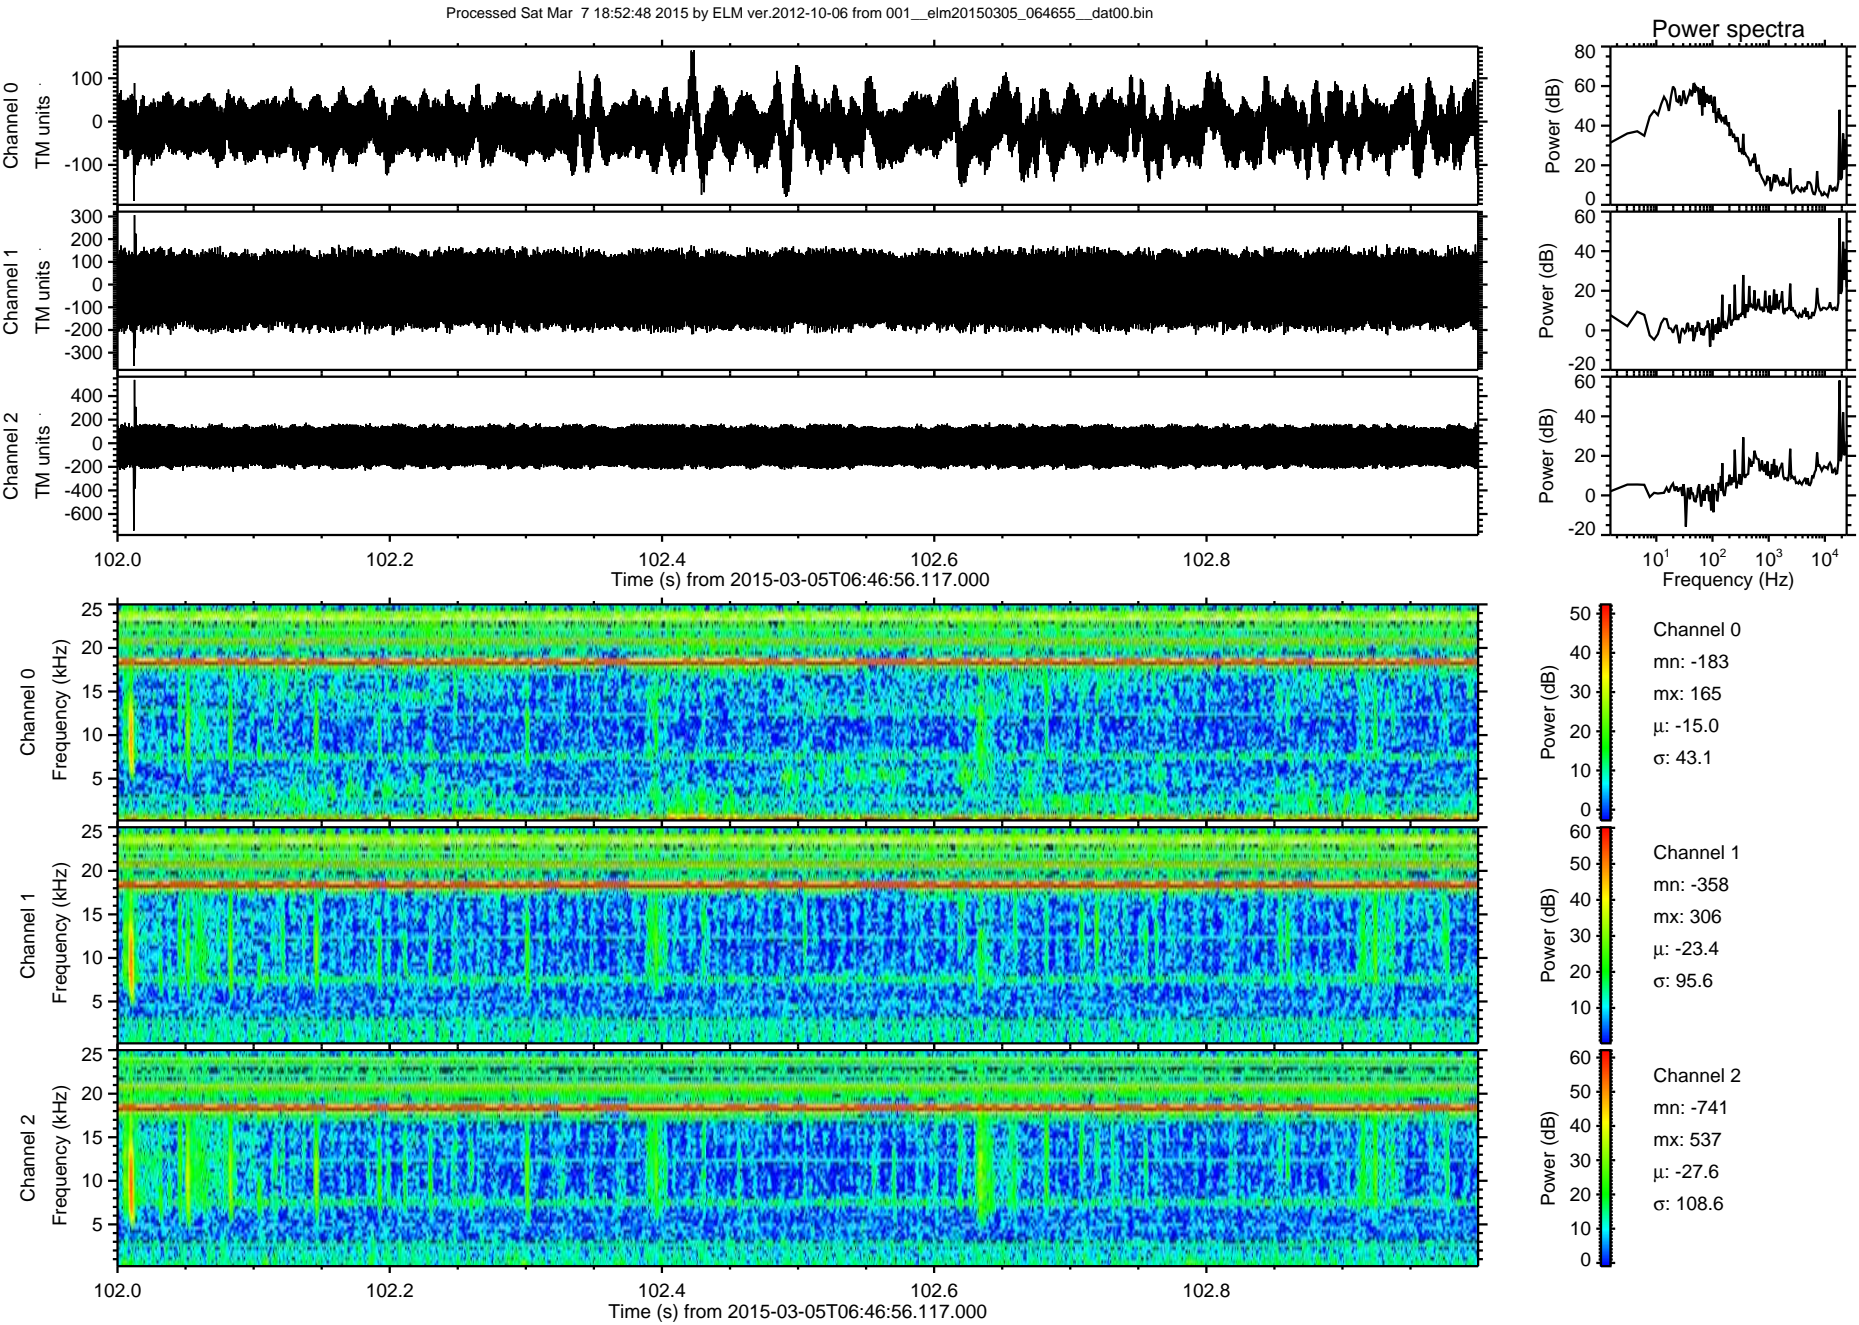 Processed Sat Mar 7 18:52:48 2015 by ELM ver.2012-10-06 from 001__elm20150305_064655__dat00.bin
Power spectra
Channel 0
TM units
100
0
-100
Power (dB)
80
60
40
20
0
Channel 1
TM units
300
200
100
0
-100
-200
-300
Power (dB)
60
40
20
0
-20
Channel 2
TM units
400
200
0
-200
-400
-600
Power (dB)
60
40
20
0
-20
102.0 102.2 102.4 102.6 102.8
Time (s) from 2015-03-05T06:46:56.117.000
10^1 10^2 10^3 10^4
Frequency (Hz)
Channel 0
Frequency (kHz)
25
20
15
10
5
Power (dB)
50
40
30
20
10
0
Channel 0
mn: -183
mx: 165
μ: -15.0
σ: 43.1
Channel 1
Frequency (kHz)
25
20
15
10
5
Power (dB)
60
50
40
30
20
10
Channel 1
mn: -358
mx: 306
μ: -23.4
σ: 95.6
Channel 2
Frequency (kHz)
25
20
15
10
5
Power (dB)
60
50
40
30
20
10
0
Channel 2
mn: -741
mx: 537
μ: -27.6
σ: 108.6
102.0 102.2 102.4 102.6 102.8
Time (s) from 2015-03-05T06:46:56.117.000